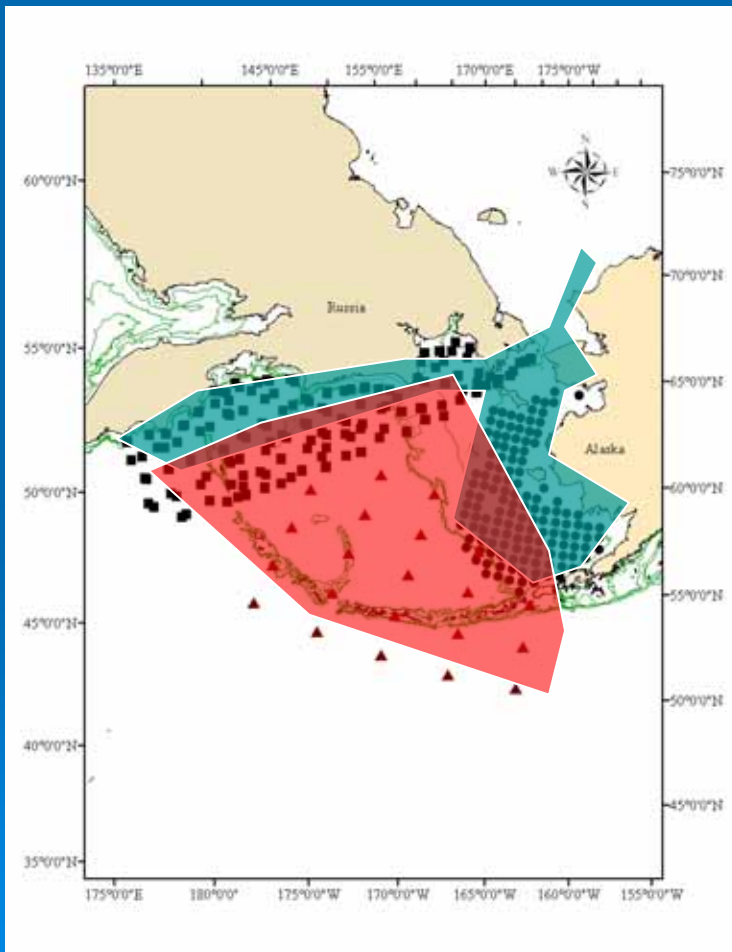 135°0'0"E 145°0'0"E 155°0'0"E 170°0'0"E 175°0'0"W
N
W E
S
60°0'0"N 75°0'0"N
70°0'0"N
Russia
55°0'0"N 65°0'0"N
Alaska
50°0'0"N 60°0'0"N
45°0'0"N 55°0'0"N
50°0'0"N
40°0'0"N
45°0'0"N
35°0'0"N
175°0'0"E 180°0'0" 175°0'0"W 170°0'0"W 165°0'0"W 160°0'0"W 155°0'0"W